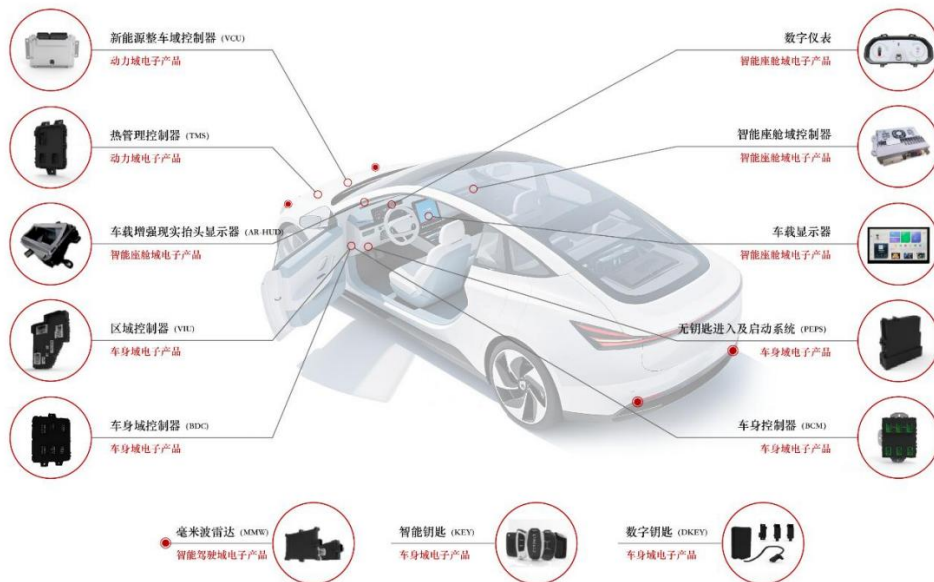 新能源整车域控制器 (VCU)
动力域电子产品
热管理控制器 (TMS)
动力域电子产品
车载增强现实抬头显示器 (AR-HUD)
智能座舱域电子产品
区域控制器 (VIU)
车身域电子产品
车身域控制器 (BDC)
车身域电子产品
数字仪表
智能座舱域电子产品
智能座舱域控制器
智能座舱域电子产品
车载显示器
智能座舱域电子产品
无钥匙进入及启动系统 (PEPS)
车身域电子产品
车身控制器 (BCM)
车身域电子产品
毫米波雷达 (MMW)
智能驾驶域电子产品
智能钥匙 (KEY)
车身域电子产品
数字钥匙 (DKEY)
车身域电子产品